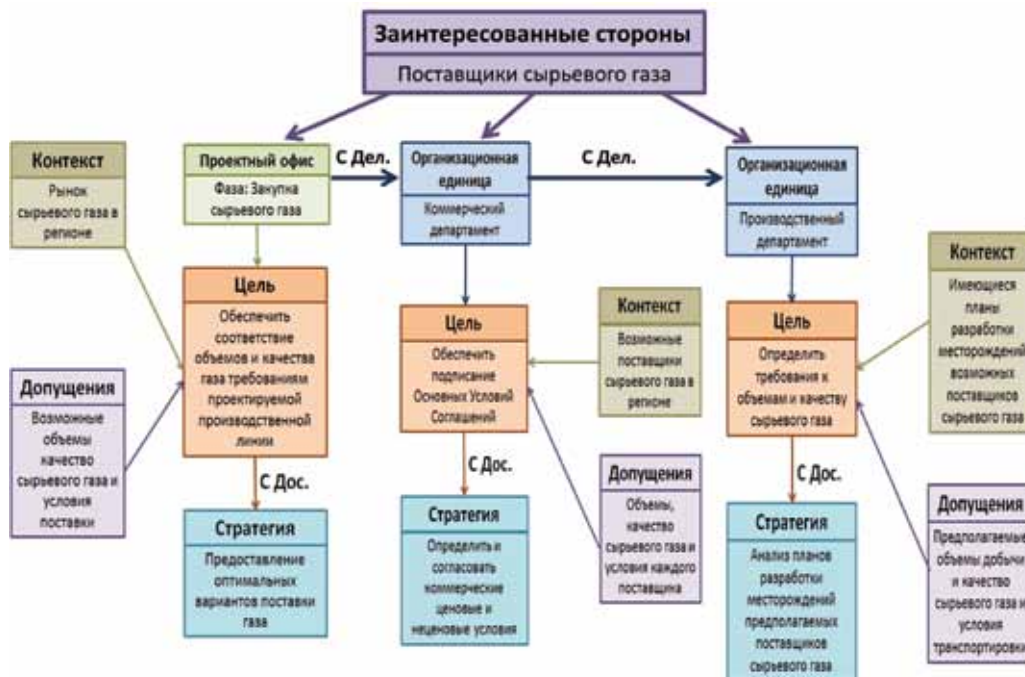 Заинтересованные стороны
Поставщики сырьевого газа
Контекст
Рынок
сырьевого газа в
регионе
Проектный офис
Фаза: Закупка
сырьевого газа
С Дел.
Организационная
единица
Коммерческий
департамент
С Дел.
Организационная
единица
Производственный
департамент
Допущения
Возможные
объемы
качество
сырьевого газа и
условия
поставки
Цель
Обеспечить
соответствие
объемов и качества
газа требованиям
проектируемой
производственной
линии
Цель
Обеспечить
подписание
Основных Условий
Соглашений
Контекст
Возможные
поставщики
сырьевого газа в
регионе
Цель
Определить
требования к
объемам и качеству
сырьевого газа
Контекст
Имеющиеся
планы
разработки
месторождений
возможных
поставщиков
сырьевого газа
С Дос.
Стратегия
Предоставление
оптимальных
вариантов поставки
газа
С Дос.
Стратегия
Определить и
согласовать
коммерческие
ценовые и
неценовые условия
Допущения
Объемы,
качество
сырьевого газа и
условия каждого
поставщика
С Дос.
Стратегия
Анализ планов
разработки
месторождений
предполагаемых
поставщиков
сырьевого газа
Допущения
Предполагаемые
объемы добычи
и качество
сырьевого газа и
условия
транспортировки